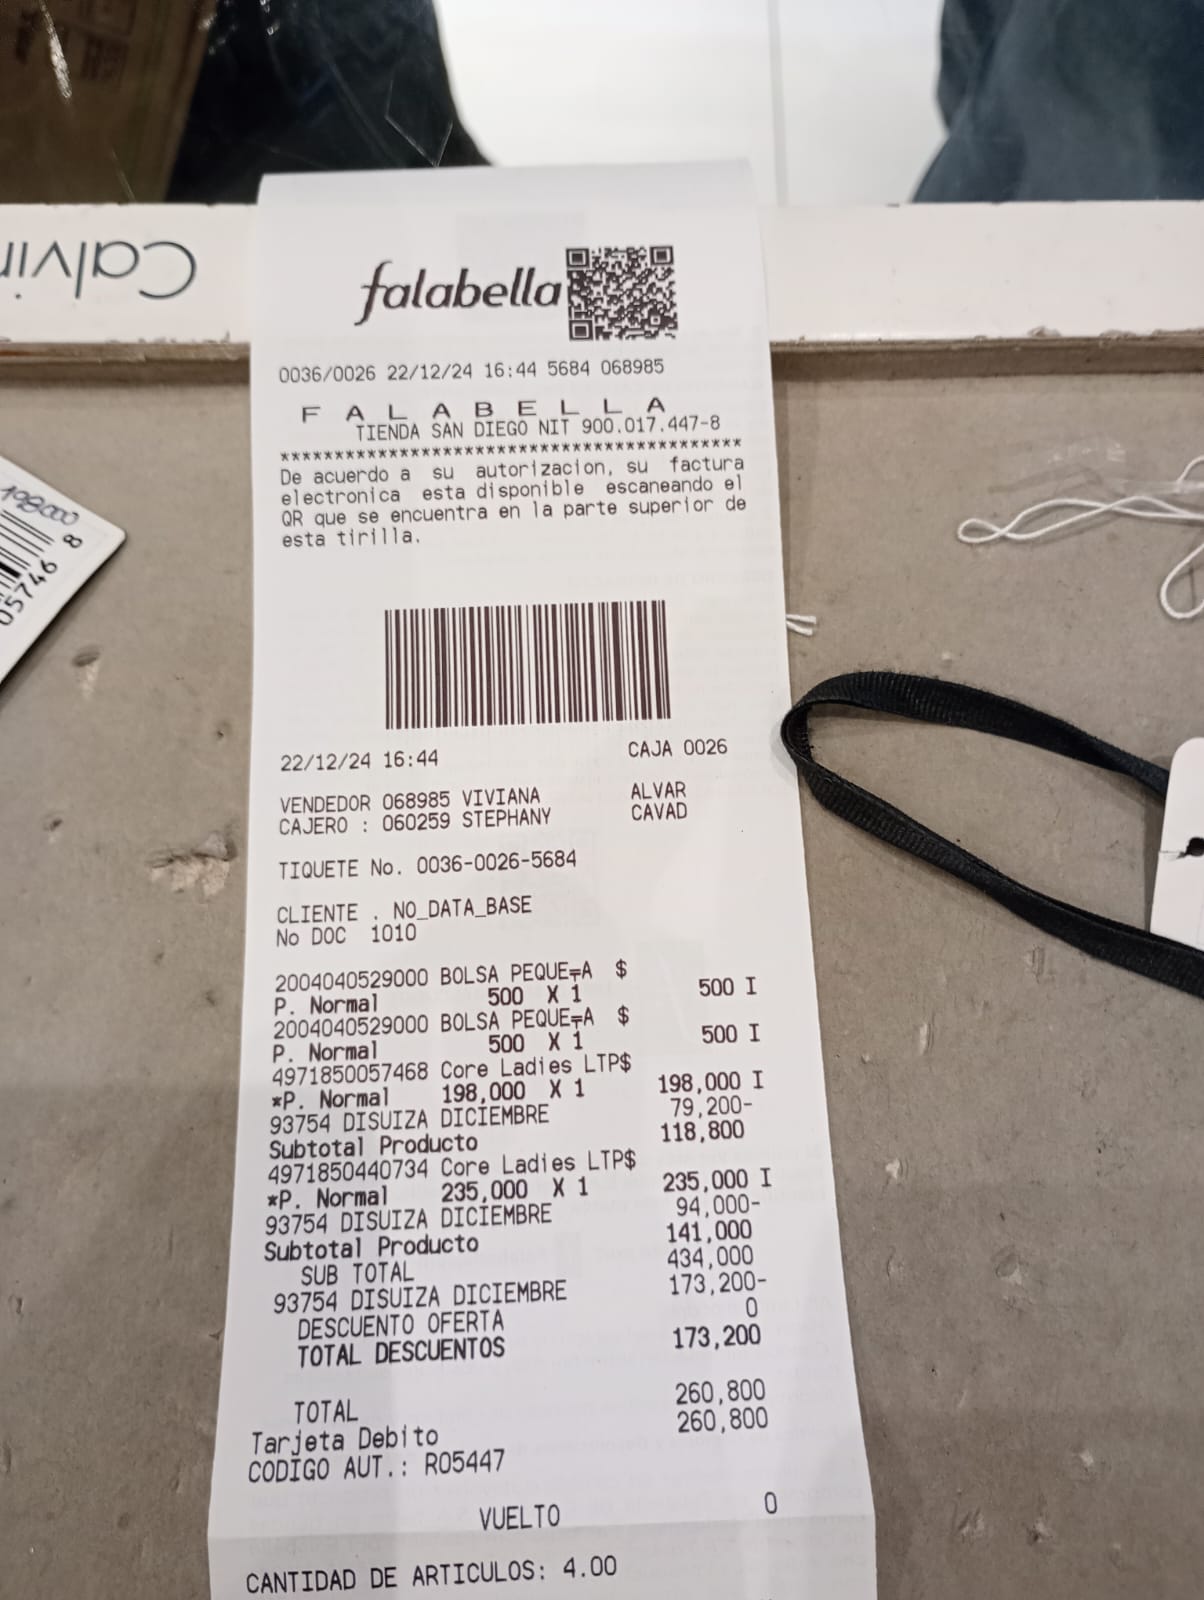 Calvin
falabella
0036/0026 22/12/24 16:44 5684 068985
F A L A B E L L A
TIENDA SAN DIEGO NIT 900.017.447-8
*******************************************
De acuerdo a su autorizacion, su factura
electronica esta disponible escaneando el
QR que se encuentra en la parte superior de
esta tirilla.
05746 8
22/12/24 16:44 CAJA 0026
VENDEDOR 068985 VIVIANA ALVAR
CAJERO : 060259 STEPHANY CAVAD
TIQUETE No. 0036-0026-5684
CLIENTE . NO_DATA_BASE
No DOC 1010
2004040529000 BOLSA PEQUE╤A $
P. Normal 500 X 1 500 I
2004040529000 BOLSA PEQUE╤A $
P. Normal 500 X 1 500 I
4971850057468 Core Ladies LTP$
*P. Normal 198,000 X 1 198,000 I
93754 DISUIZA DICIEMBRE 79,200-
Subtotal Producto 118,800
4971850440734 Core Ladies LTP$
*P. Normal 235,000 X 1 235,000 I
93754 DISUIZA DICIEMBRE 94,000-
Subtotal Producto 141,000
SUB TOTAL 434,000
93754 DISUIZA DICIEMBRE 173,200-
DESCUENTO OFERTA 0
TOTAL DESCUENTOS 173,200
TOTAL 260,800
Tarjeta Debito 260,800
CODIGO AUT.: R05447
VUELTO 0
CANTIDAD DE ARTICULOS: 4.00